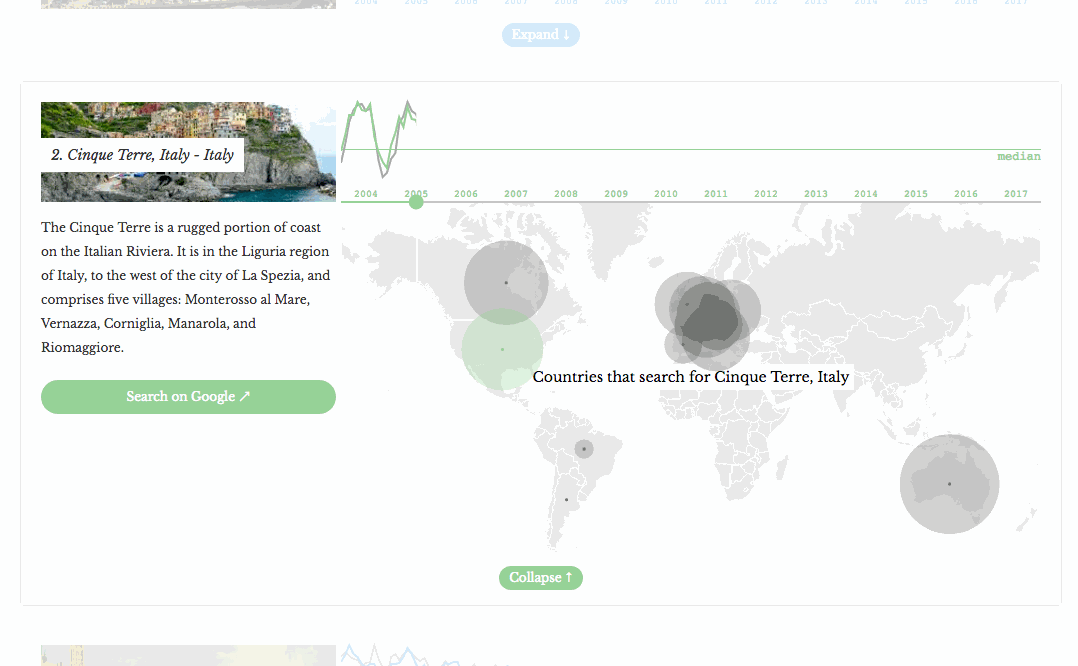 2004 2005 2006 2007 2008 2009 2010 2011 2012 2013 2014 2015 2016 2017
Expand ↓
2. Cinque Terre, Italy - Italy
median
2004 2005 2006 2007 2008 2009 2010 2011 2012 2013 2014 2015 2016 2017
The Cinque Terre is a rugged portion of coast
on the Italian Riviera. It is in the Liguria region
of Italy, to the west of the city of La Spezia, and
comprises five villages: Monterosso al Mare,
Vernazza, Corniglia, Manarola, and
Riomaggiore.
Search on Google ↗
Countries that search for Cinque Terre, Italy
Collapse ↑